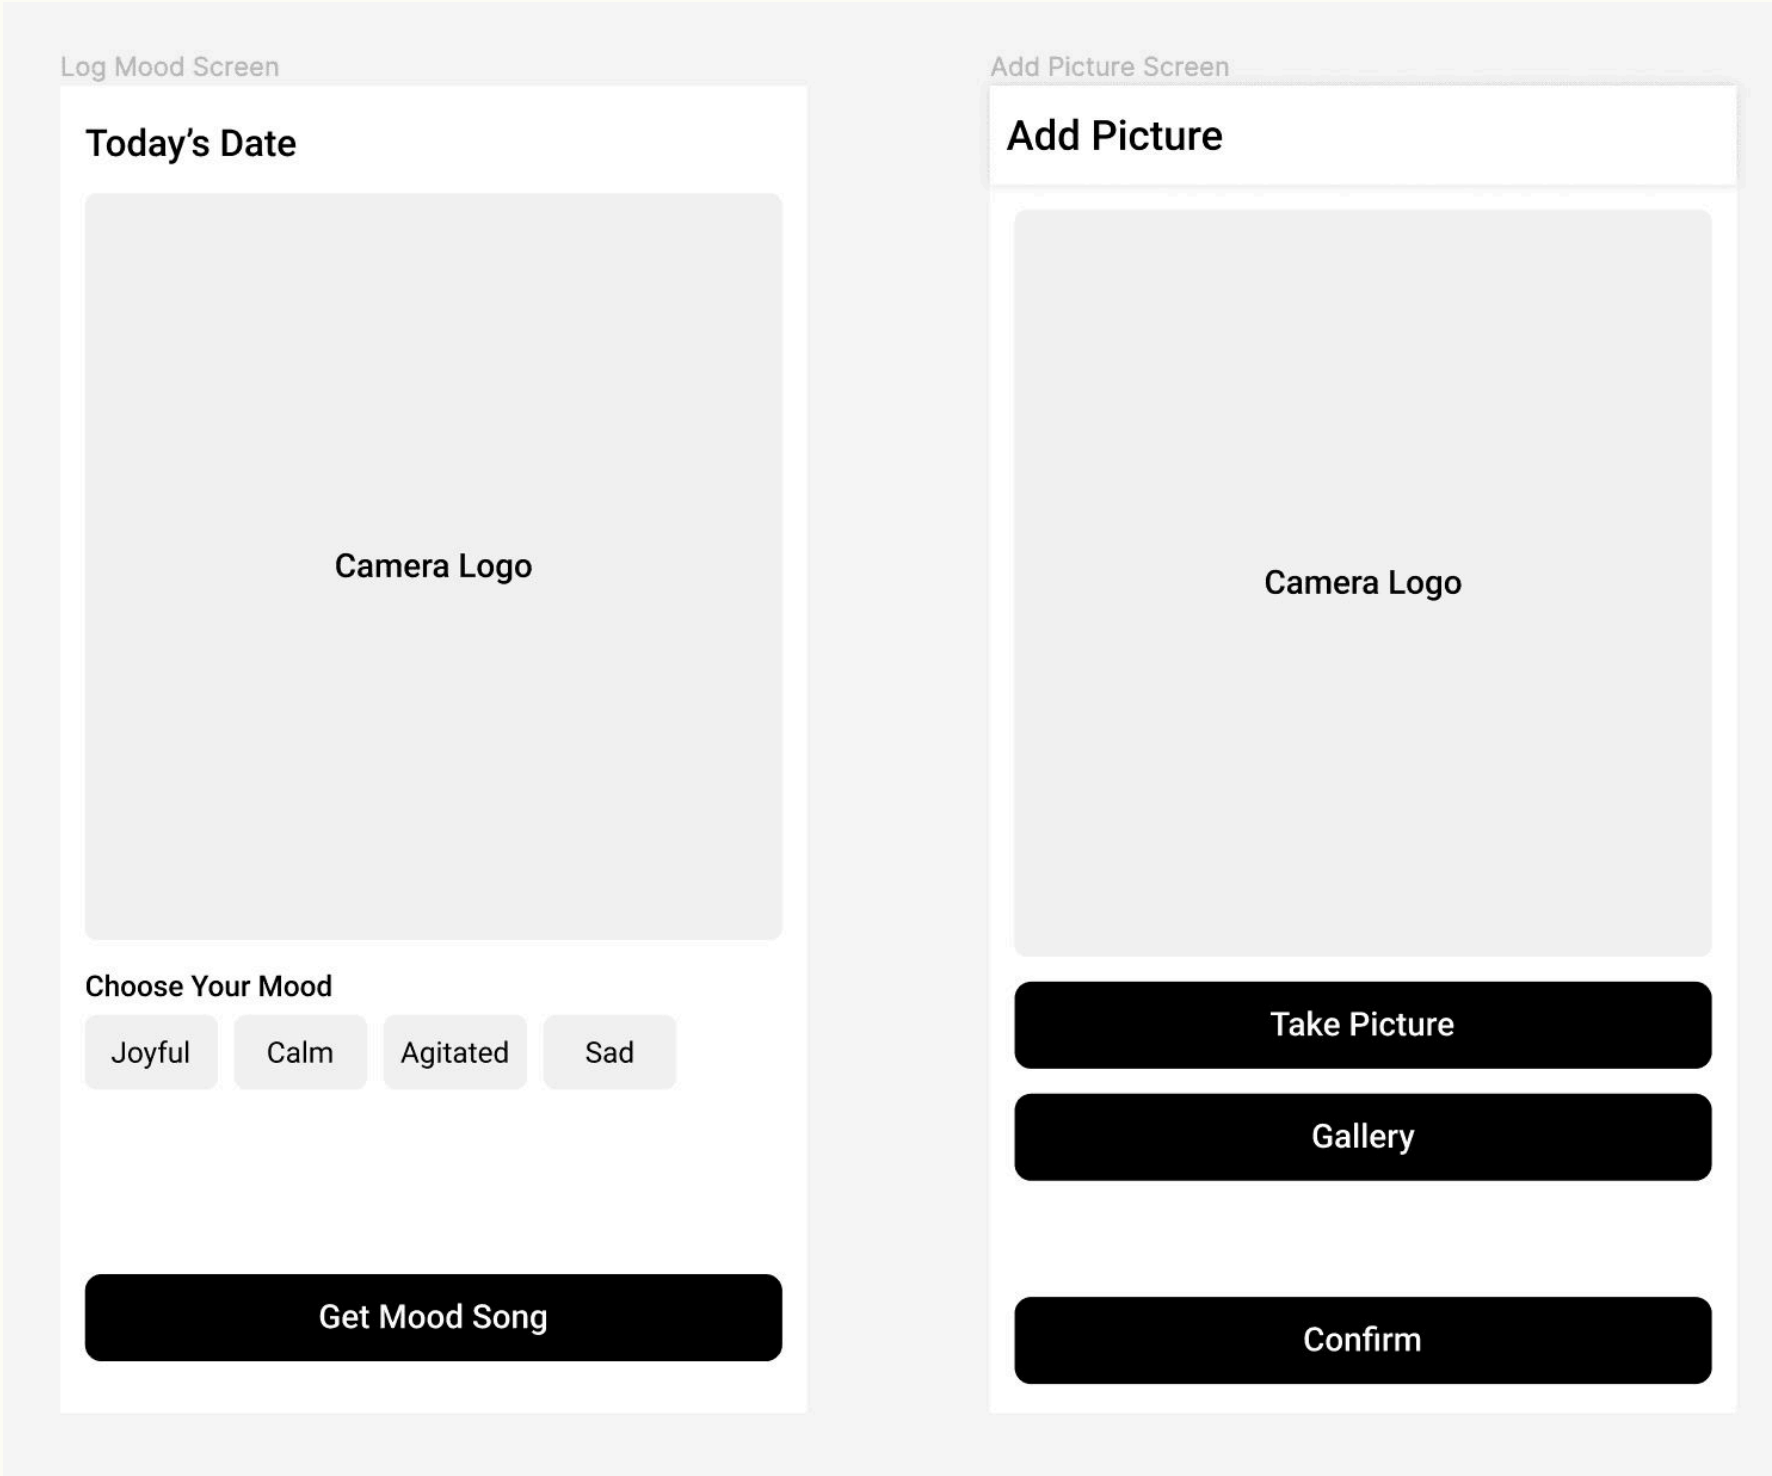 Log Mood Screen
Today’s Date
Camera Logo
Choose Your Mood
Joyful
Calm
Agitated
Sad
Get Mood Song
Add Picture Screen
Add Picture
Camera Logo
Take Picture
Gallery
Confirm